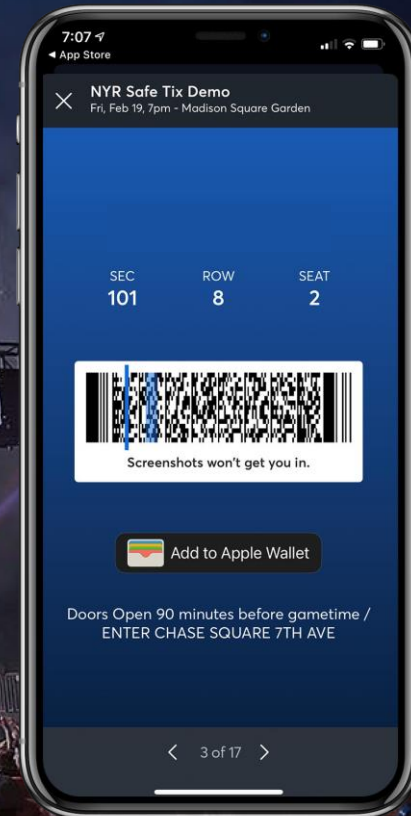 7:07
◀ App Store
NYR Safe Tix Demo
Fri, Feb 19, 7pm - Madison Square Garden
SEC ROW SEAT
101 8 2
Screenshots won't get you in.
Add to Apple Wallet
Doors Open 90 minutes before gametime /
ENTER CHASE SQUARE 7TH AVE
3 of 17